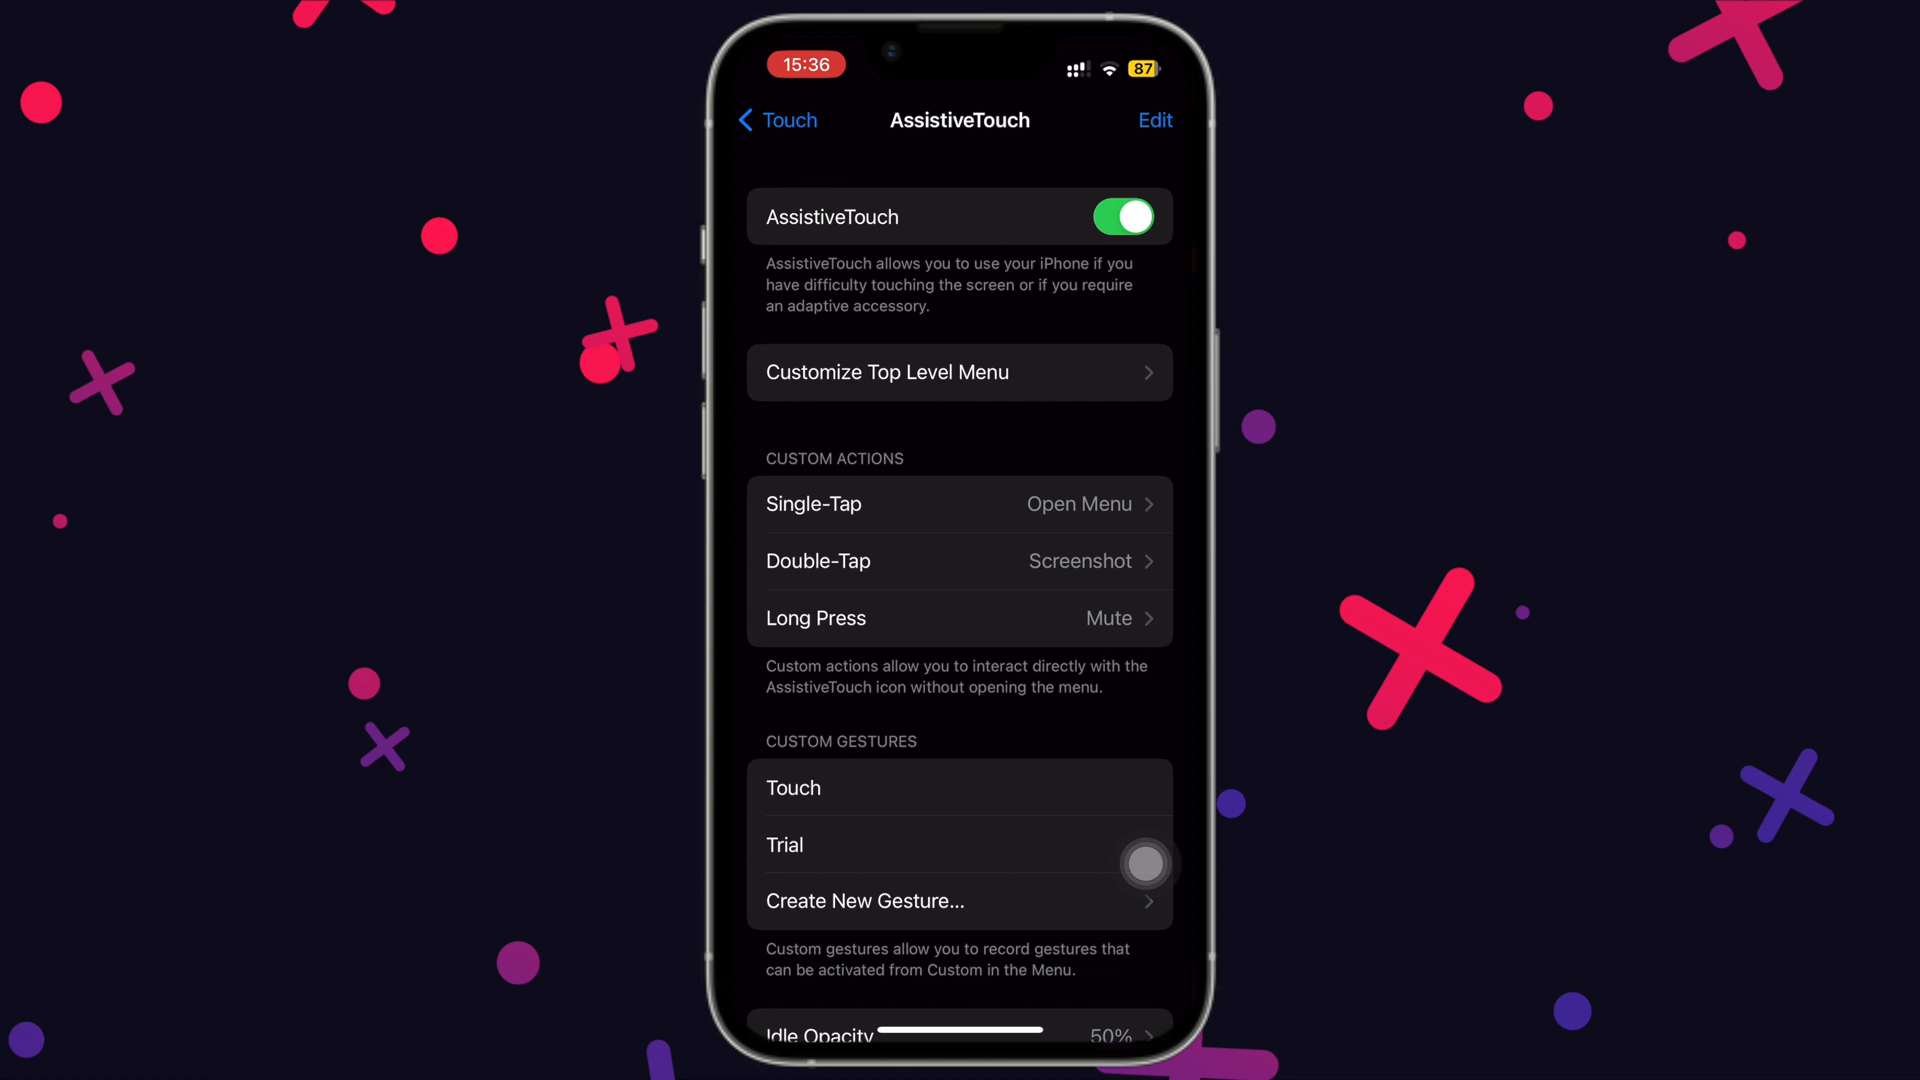 15:36
87
Touch
AssistiveTouch
Edit
AssistiveTouch
AssistiveTouch allows you to use your iPhone if you
have difficulty touching the screen or if you require
an adaptive accessory.
Customize Top Level Menu
CUSTOM ACTIONS
Single-Tap Open Menu
Double-Tap Screenshot
Long Press Mute
Custom actions allow you to interact directly with the
AssistiveTouch icon without opening the menu.
CUSTOM GESTURES
Touch
Trial
Create New Gesture...
Custom gestures allow you to record gestures that
can be activated from Custom in the Menu.
Idle Opacity 50%